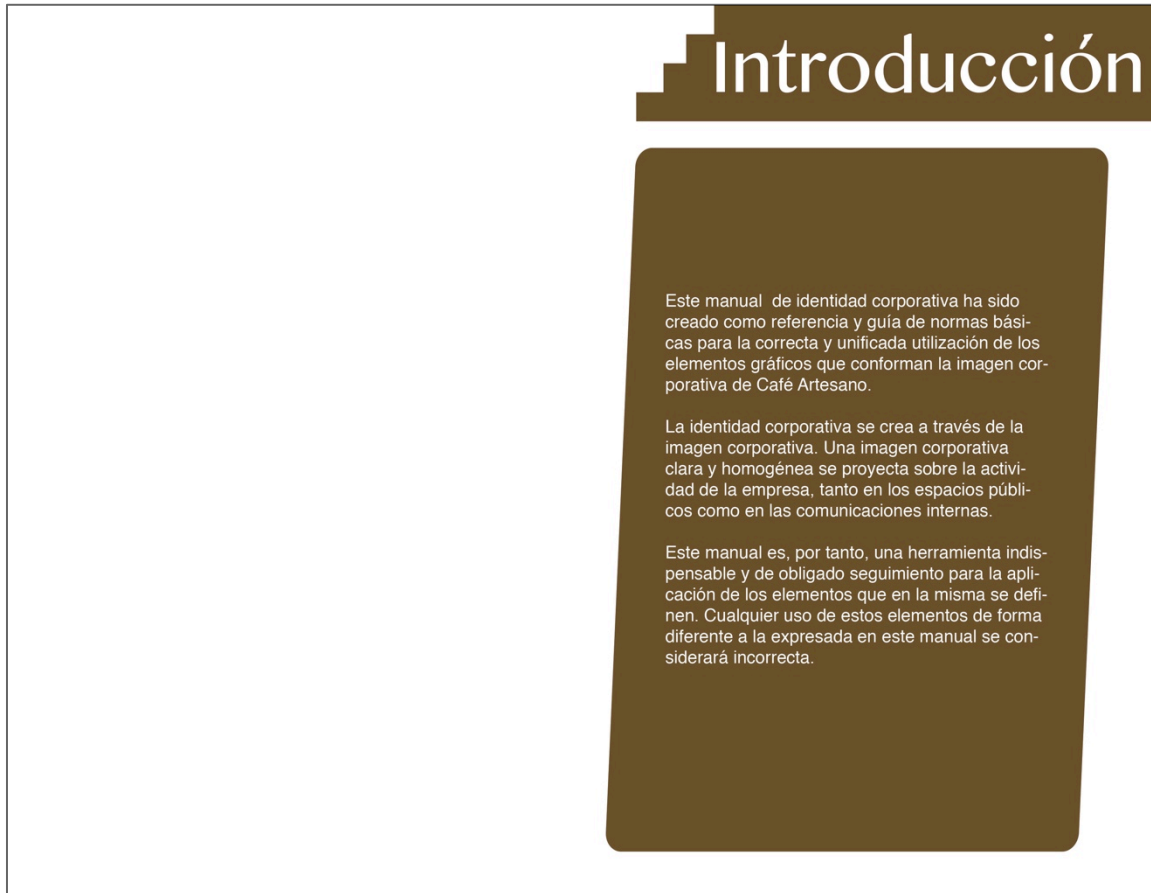 Introducción
Este manual  de identidad corporativa ha sido
creado como referencia y guía de normas bási-
cas para la correcta y unificada utilización de los
elementos gráficos que conforman la imagen cor-
porativa de Café Artesano.
La identidad corporativa se crea a través de la
imagen corporativa. Una imagen corporativa
clara y homogénea se proyecta sobre la activi-
dad de la empresa, tanto en los espacios públi-
cos como en las comunicaciones internas.
Este manual es, por tanto, una herramienta indis-
pensable y de obligado seguimiento para la apli-
cación de los elementos que en la misma se defi-
nen. Cualquier uso de estos elementos de forma
diferente a la expresada en este manual se con-
siderará incorrecta.